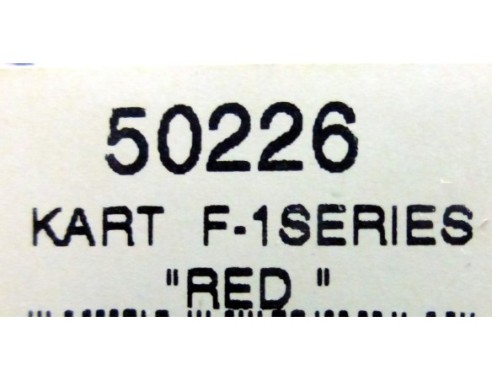 50226
KART F-1SERIES
"RED "